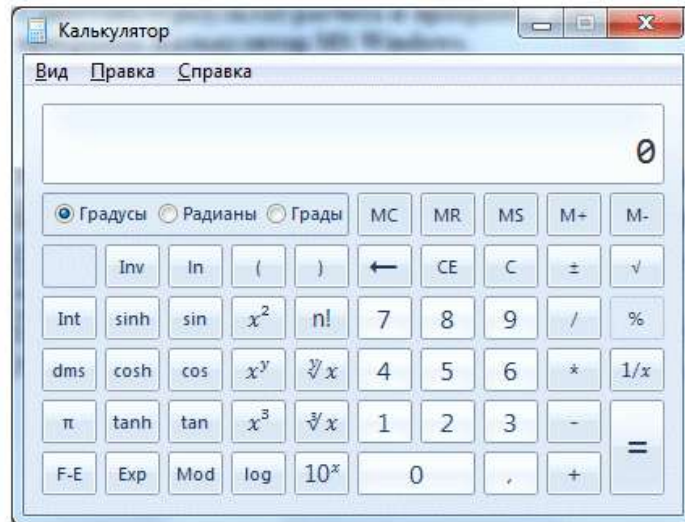 Калькулятор
Вид Правка Справка
0
Градусы Радианы Грады MC MR MS M+ M-
Inv ln ( ) ← CE C ± √
Int sinh sin x² n! 7 8 9 / %
dms cosh cos xʸ ʸ√x 4 5 6 * 1/x
π tanh tan x³ ³√x 1 2 3 - =
F-E Exp Mod log 10ˣ 0 , +